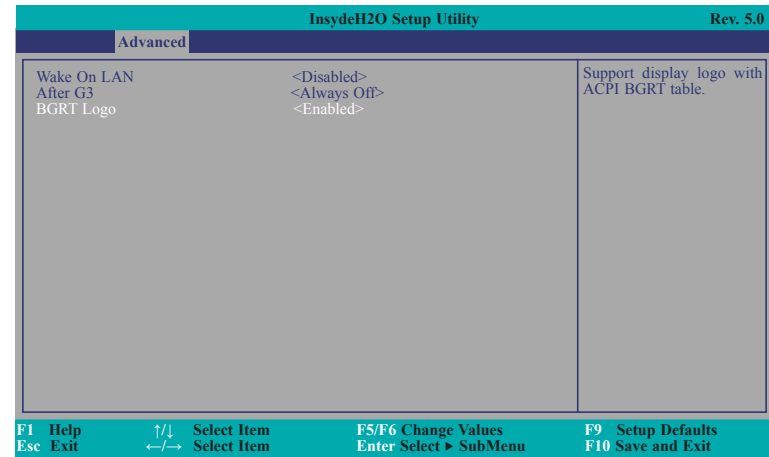 InsydeH2O Setup Utility Rev. 5.0
Advanced
Wake On LAN <Disabled>
After G3 <Always Off>
BGRT Logo <Enabled>
Support display logo with
ACPI BGRT table.
F1 Help ↑/↓ Select Item F5/F6 Change Values F9 Setup Defaults
Esc Exit ←/→ Select Item Enter Select ▶ SubMenu F10 Save and Exit